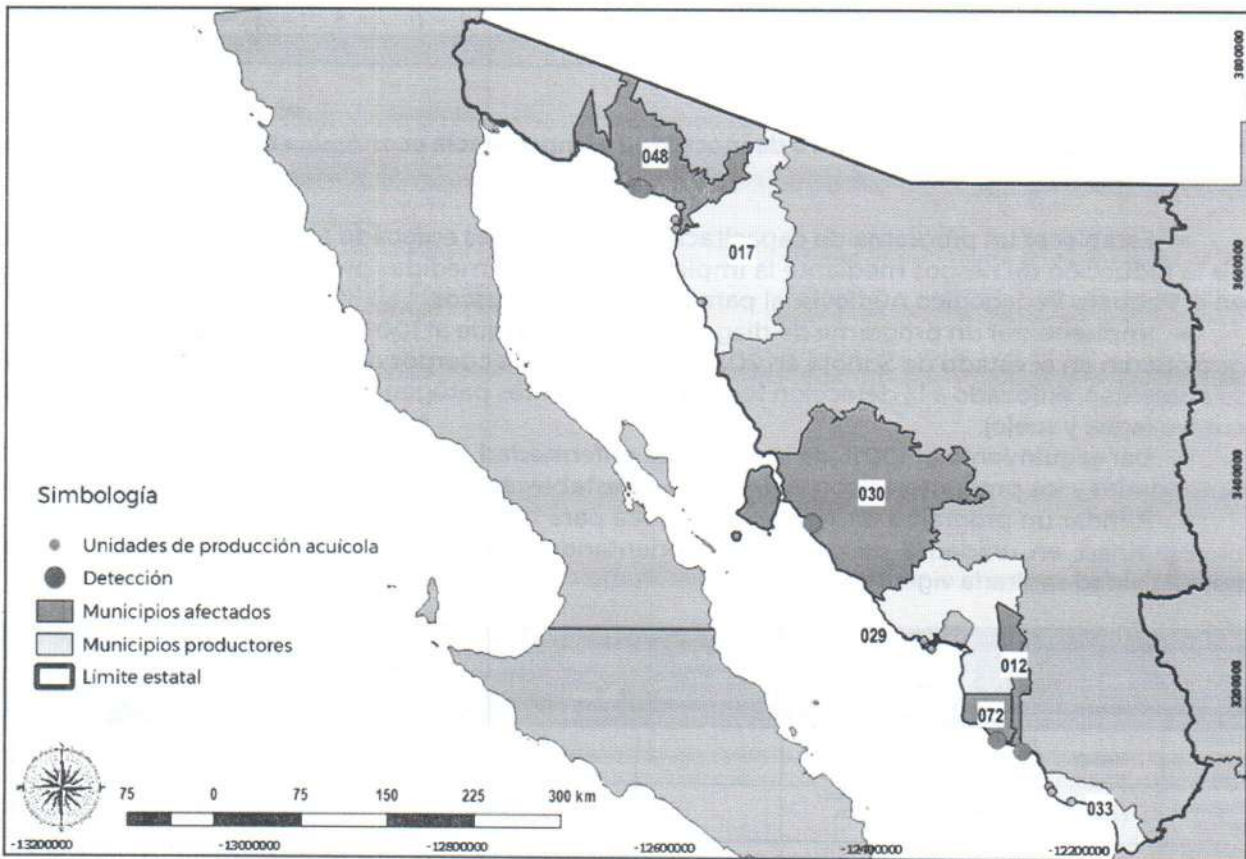 3800000
048
017
3600000
Simbología
Unidades de producción acuícola
Detección
Municipios afectados
Municipios productores
Límite estatal
030
3400000
029
012
072
3200000
033
75 0 75 150 225 300 km
-13200000 -13000000 -12800000 -12600000 -12400000 -12200000